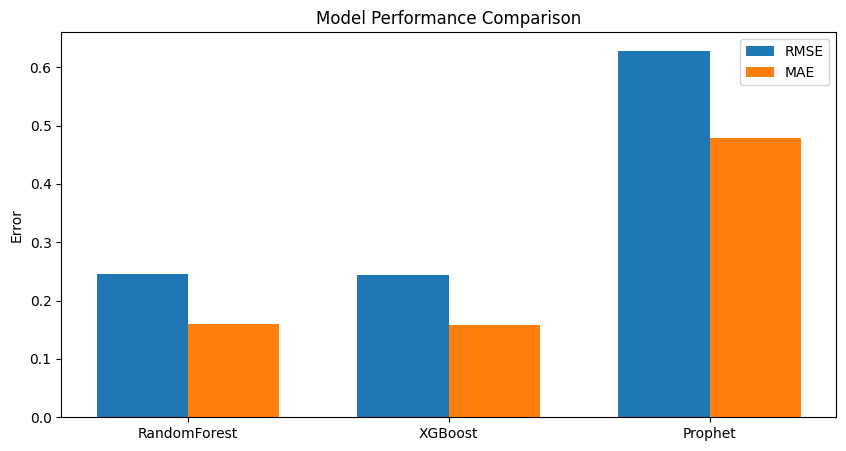 Model Performance Comparison
RMSE
MAE
Error
0.6
0.5
0.4
0.3
0.2
0.1
0.0
RandomForest
XGBoost
Prophet